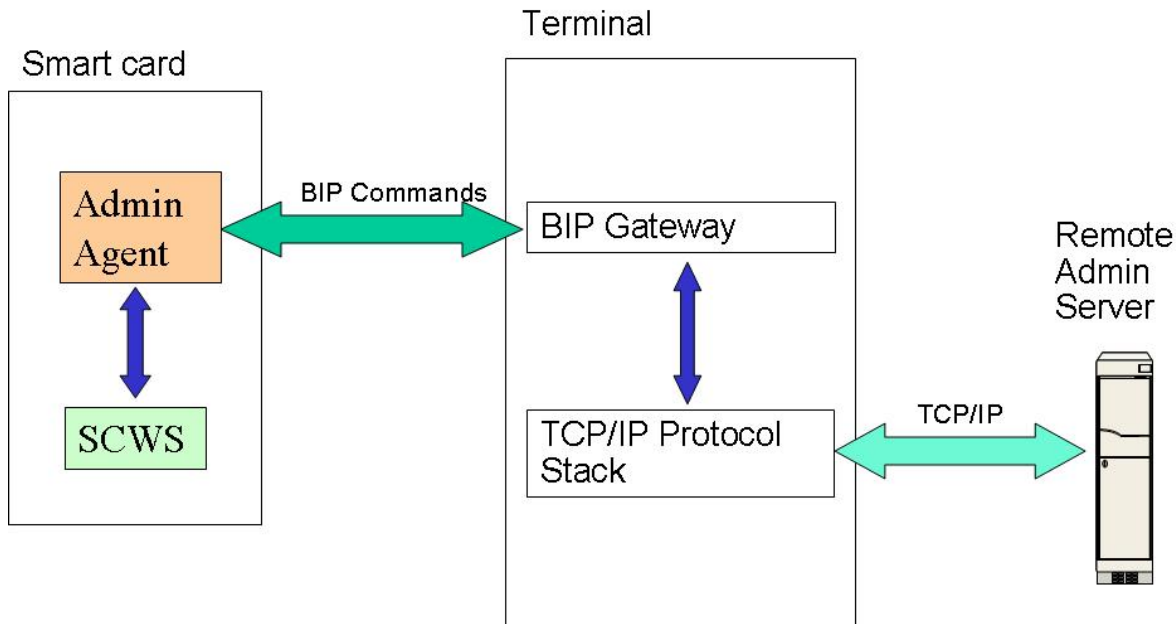 Terminal
Smart card
Admin
Agent
BIP Commands
BIP Gateway
Remote
Admin
Server
SCWS
TCP/IP Protocol
Stack
TCP/IP